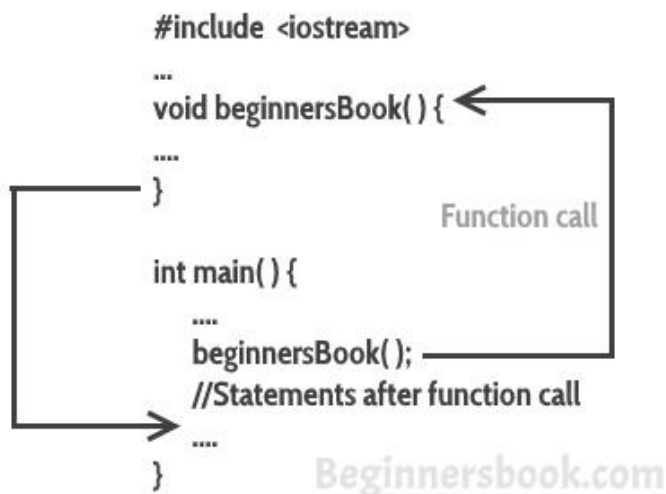 #include <iostream>
...
void beginnersBook( ) {
....
}
Function call
int main( ) {
....
beginnersBook( );
//Statements after function call
....
}
Beginnersbook.com